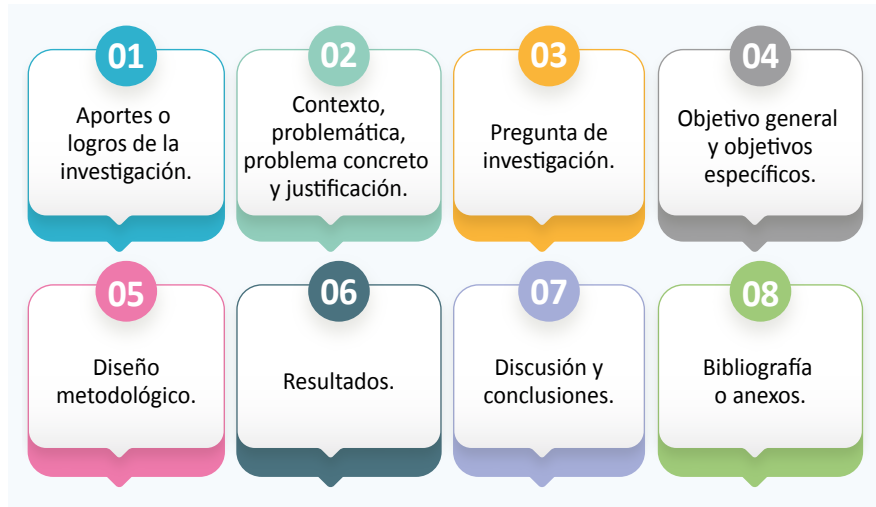 01
Aportes o
logros de la
investigación.
02
Contexto,
problemática,
problema concreto
y justificación.
03
Pregunta de
investigación.
04
Objetivo general
y objetivos
específicos.
05
Diseño
metodológico.
06
Resultados.
07
Discusión y
conclusiones.
08
Bibliografía
o anexos.